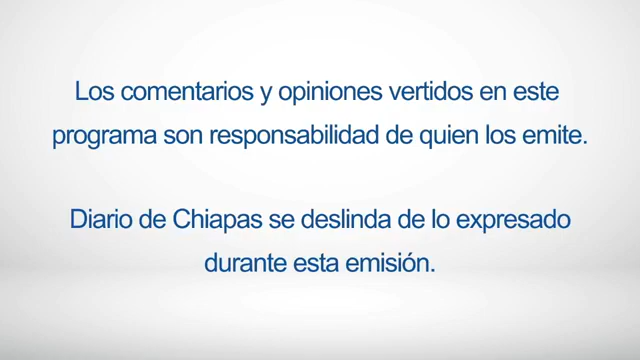 Los comentarios y opiniones vertidos en este
programa son responsabilidad de quien los emite.
Diario de Chiapas se deslinda de lo expresado
durante esta emisión.